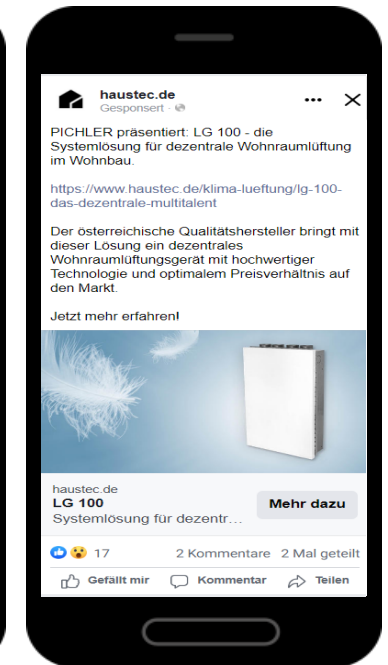 haustec.de
Gesponsert ·
PICHLER präsentiert: LG 100 - die
Systemlösung für dezentrale Wohnraumlüftung
im Wohnbau.
https://www.haustec.de/klima-lueftung/lg-100-
das-dezentrale-multitalent
Der österreichische Qualitätshersteller bringt mit
dieser Lösung ein dezentrales
Wohnraumlüftungsgerät mit hochwertiger
Technologie und optimalem Preisverhältnis auf
den Markt.
Jetzt mehr erfahren!
haustec.de
LG 100
Systemlösung für dezentr...
Mehr dazu
17
2 Kommentare 2 Mal geteilt
Gefällt mir Kommentar Teilen